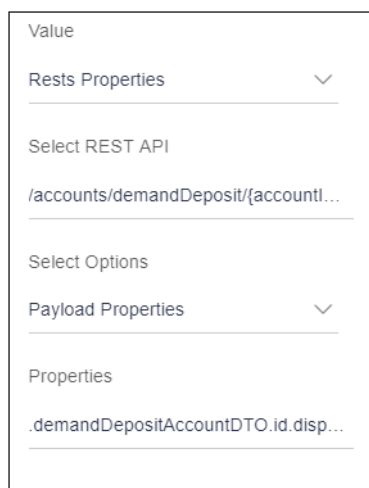 Value
Rests Properties
Select REST API
/accounts/demandDeposit/{accountI...
Select Options
Payload Properties
Properties
.demandDepositAccountDTO.id.disp...